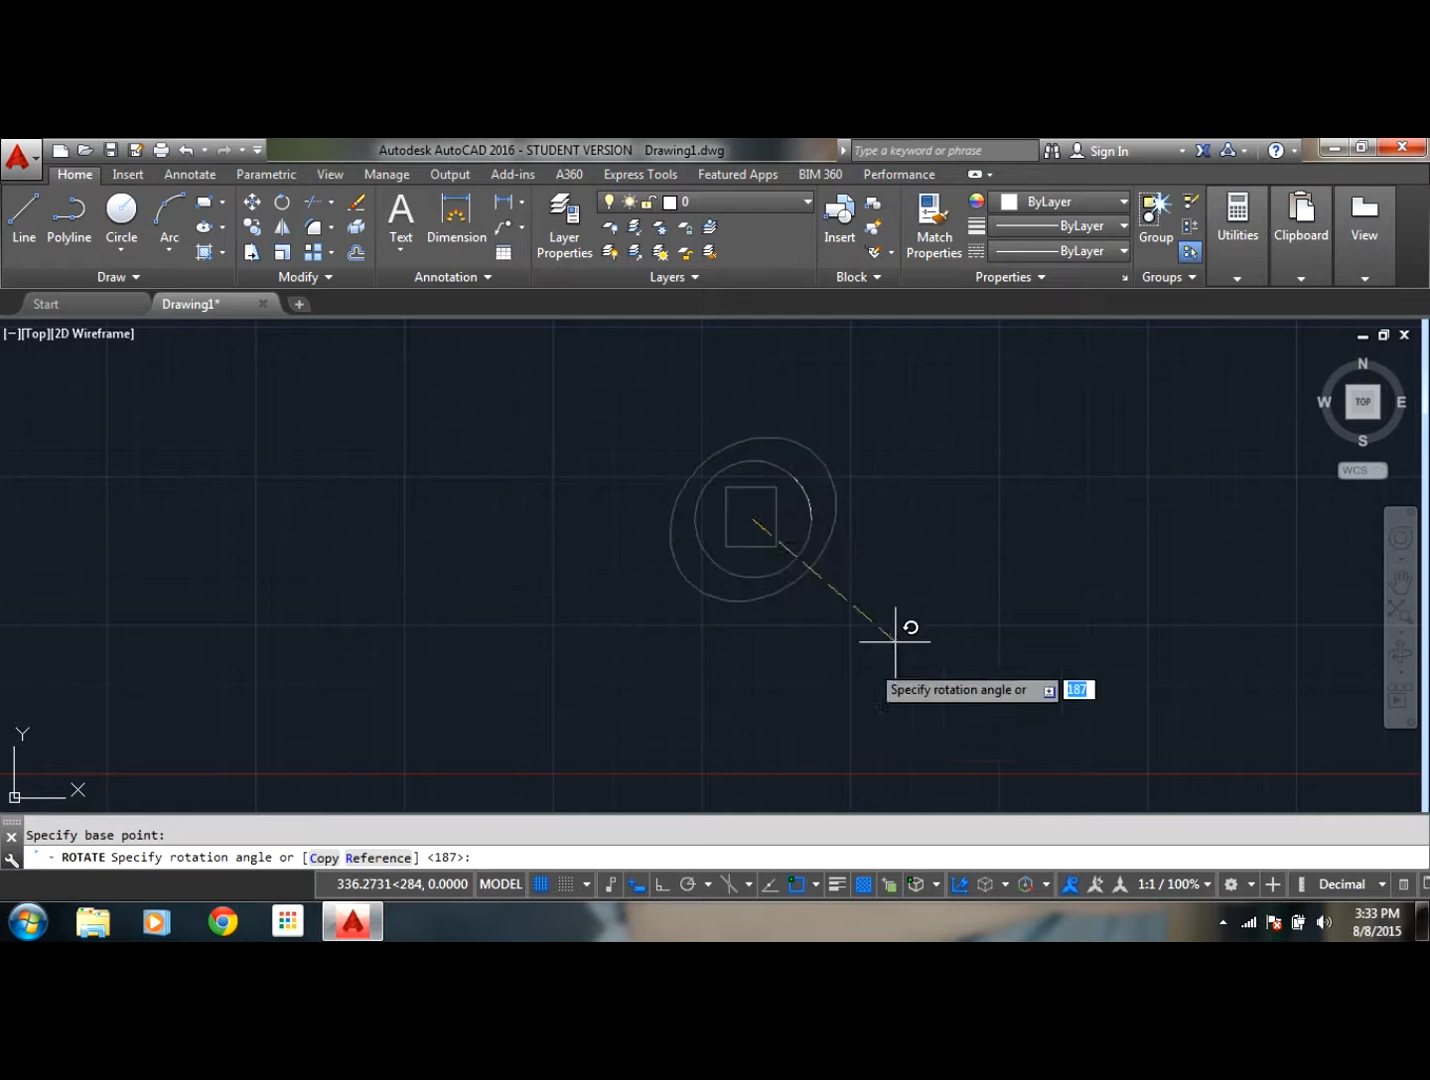 Autodesk AutoCAD 2016 - STUDENT VERSION Drawing1.dwg
Type a keyword or phrase
Sign In
Home Insert Annotate Parametric View Manage Output Add-ins A360 Express Tools Featured Apps BIM 360 Performance
0
ByLayer
Line Polyline Circle Arc
Text Dimension
Layer Properties
Insert
Match Properties
ByLayer
ByLayer
Group
Utilities Clipboard View
Draw Modify Annotation Layers Block Properties Groups
Start Drawing1*
[−][Top][2D Wireframe]
N
W TOP E
S
WCS
Specify rotation angle or 187
Y
X
Specify base point:
ROTATE Specify rotation angle or [Copy Reference] <187>:
336.2731<284, 0.0000 MODEL 1:1 / 100% Decimal
3:33 PM
8/8/2015